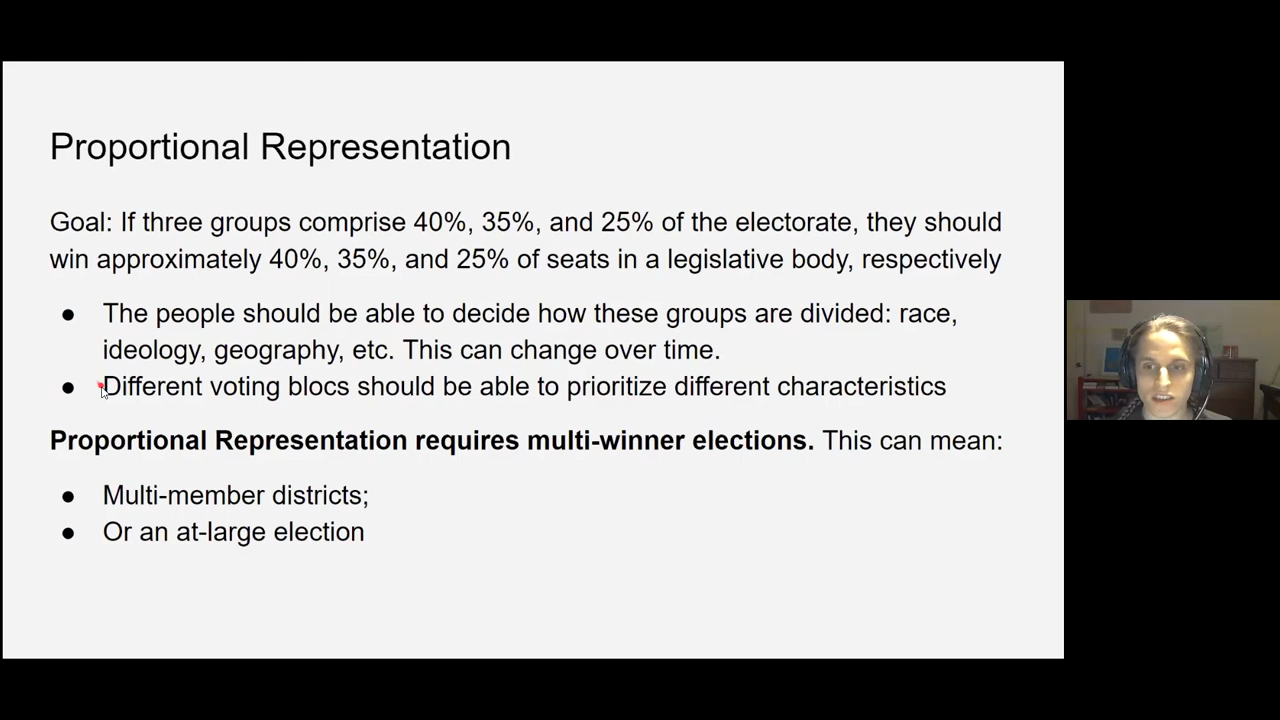 Proportional Representation
Goal: If three groups comprise 40%, 35%, and 25% of the electorate, they should
win approximately 40%, 35%, and 25% of seats in a legislative body, respectively
● The people should be able to decide how these groups are divided: race,
ideology, geography, etc. This can change over time.
● Different voting blocs should be able to prioritize different characteristics
Proportional Representation requires multi-winner elections. This can mean:
● Multi-member districts;
● Or an at-large election